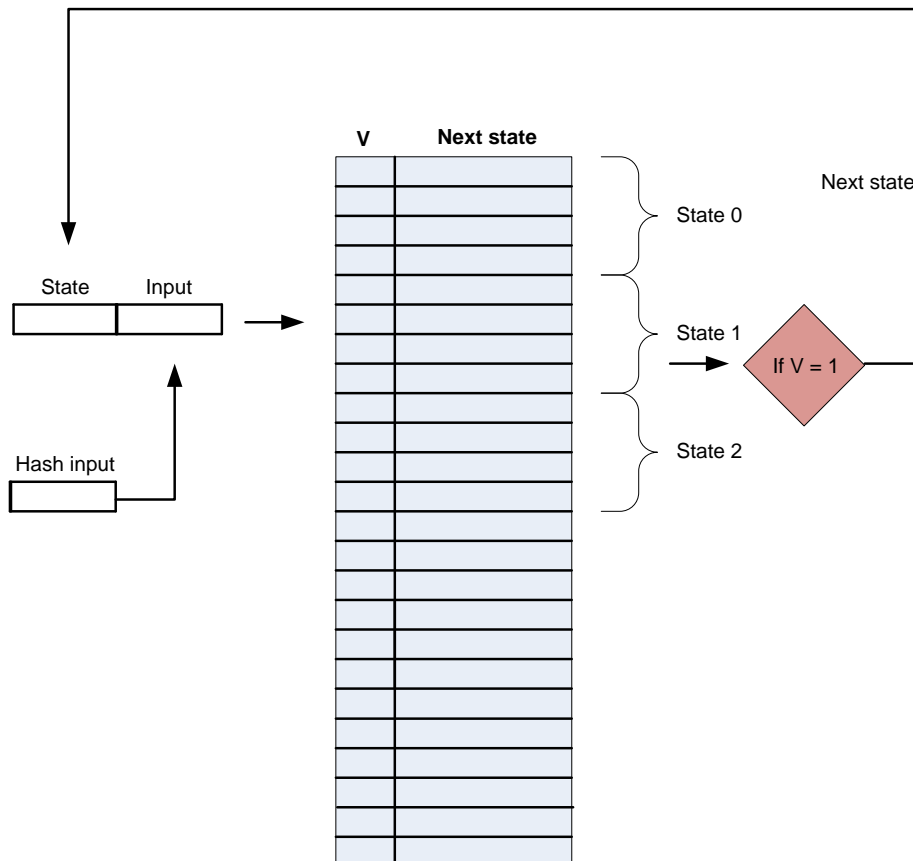 V Next state
Next state
State 0
State Input
State 1
If V = 1
State 2
Hash input